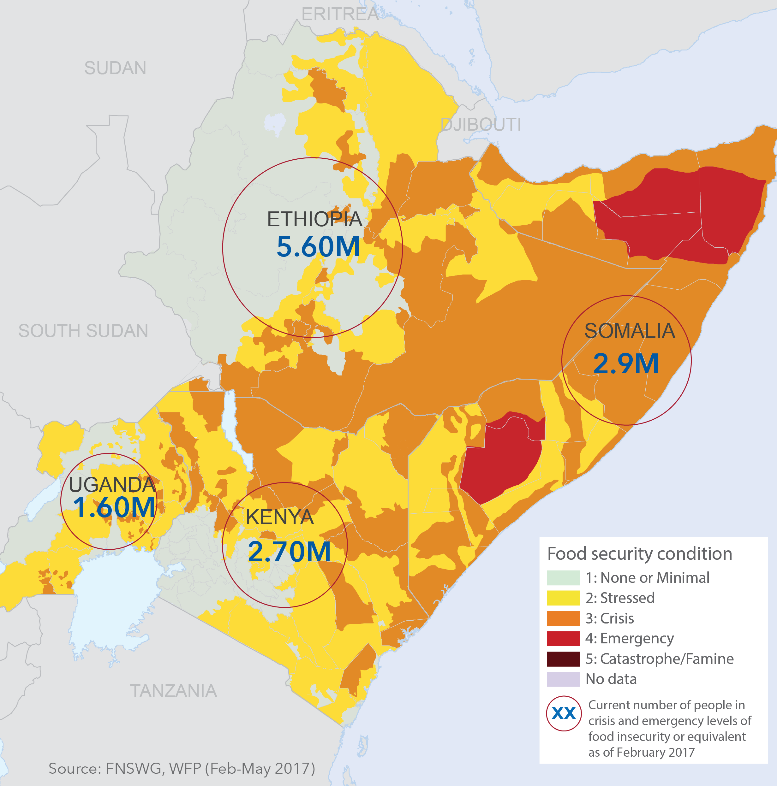 ERITREA
SUDAN
DJIBOUTI
ETHIOPIA
5.60M
SOUTH SUDAN
SOMALIA
2.9M
UGANDA
1.60M
KENYA
2.70M
TANZANIA
Food security condition
1: None or Minimal
2: Stressed
3: Crisis
4: Emergency
5: Catastrophe/Famine
No data
XX
Current number of people in
crisis and emergency levels of
food insecurity or equivalent
as of February 2017
Source: FNSWG, WFP (Feb-May 2017)